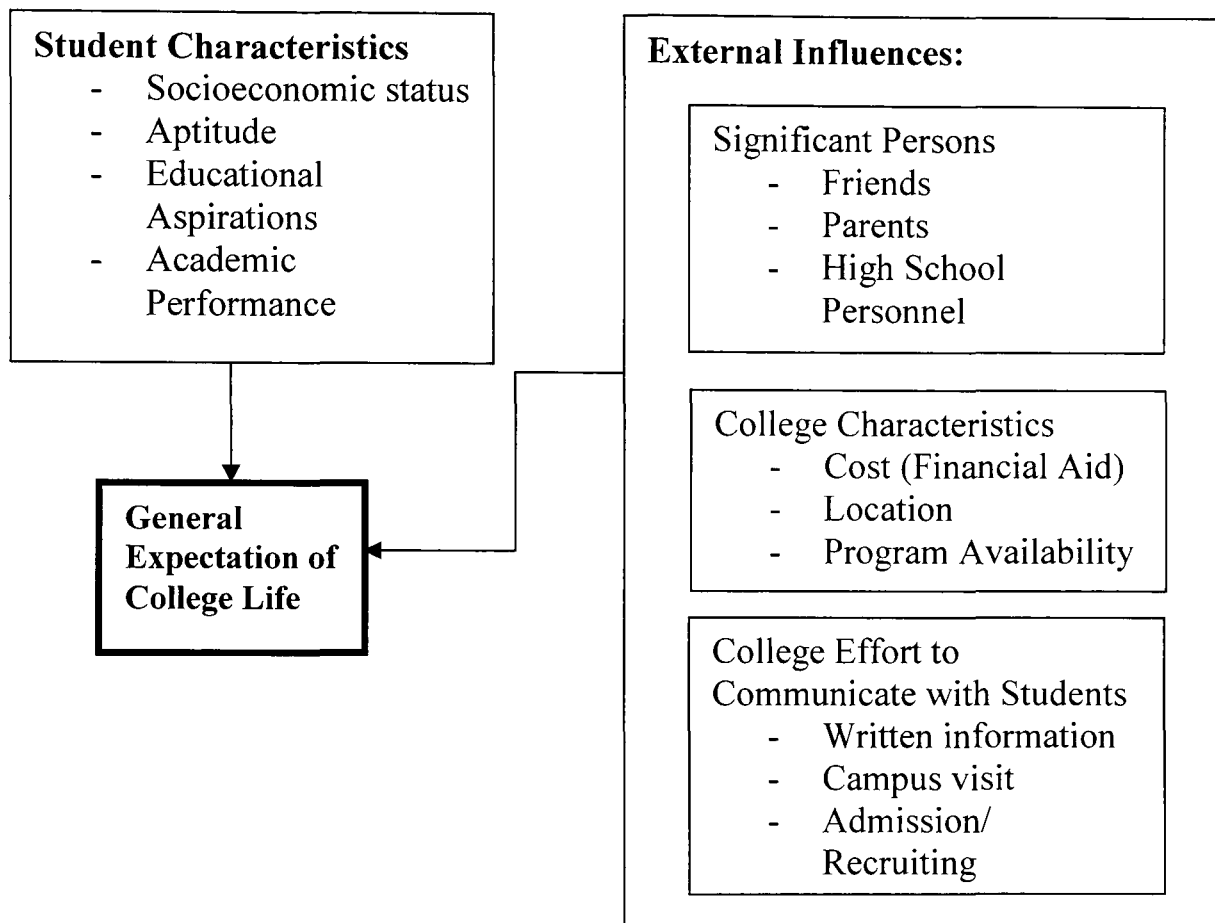 Student Characteristics
- Socioeconomic status
- Aptitude
- Educational
Aspirations
- Academic
Performance
General
Expectation of
College Life
External Influences:
Significant Persons
- Friends
- Parents
- High School
Personnel
College Characteristics
- Cost (Financial Aid)
- Location
- Program Availability
College Effort to
Communicate with Students
- Written information
- Campus visit
- Admission/
Recruiting